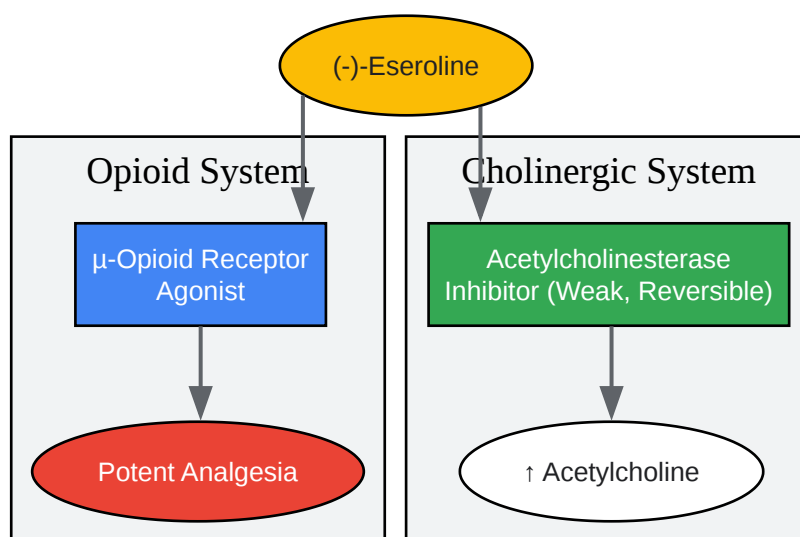 (-)-Eseroline
Opioid System
Cholinergic System
µ-Opioid Receptor
Agonist
Acetylcholinesterase
Inhibitor (Weak, Reversible)
Potent Analgesia
↑ Acetylcholine